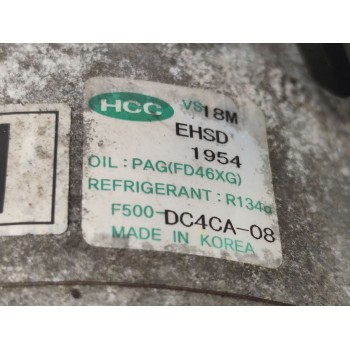 HCC VS18M
EHSD
1954
OIL : PAG(FD46XG)
REFRIGERANT : R134a
F500-DC4CA-08
MADE IN KOREA